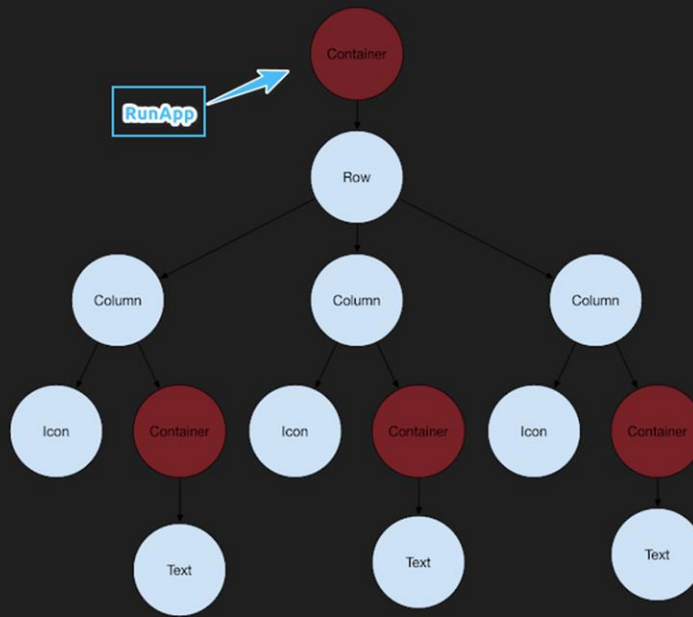 Container
RunApp
Row
Column
Column
Column
Icon
Container
Icon
Container
Icon
Container
Text
Text
Text